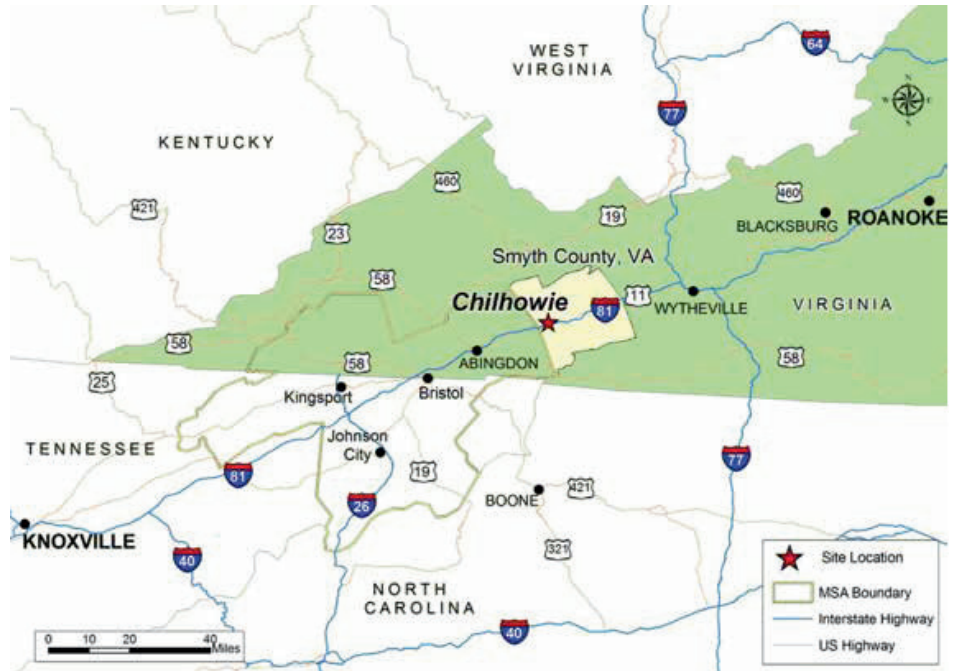 WEST
VIRGINIA
64
77
N
W
E
S
KENTUCKY
460
421
460
19
BLACKSBURG
ROANOKE
23
Smyth County, VA
58
Chilhowie
11
81
WYTHEVILLE
VIRGINIA
58
ABINGDON
58
58
25
Kingsport
Bristol
Johnson
City
TENNESSEE
81
19
77
BOONE
421
26
KNOXVILLE
321
40
NORTH
CAROLINA
40
Site Location
MSA Boundary
Interstate Highway
US Highway
0 10 20 40
Miles